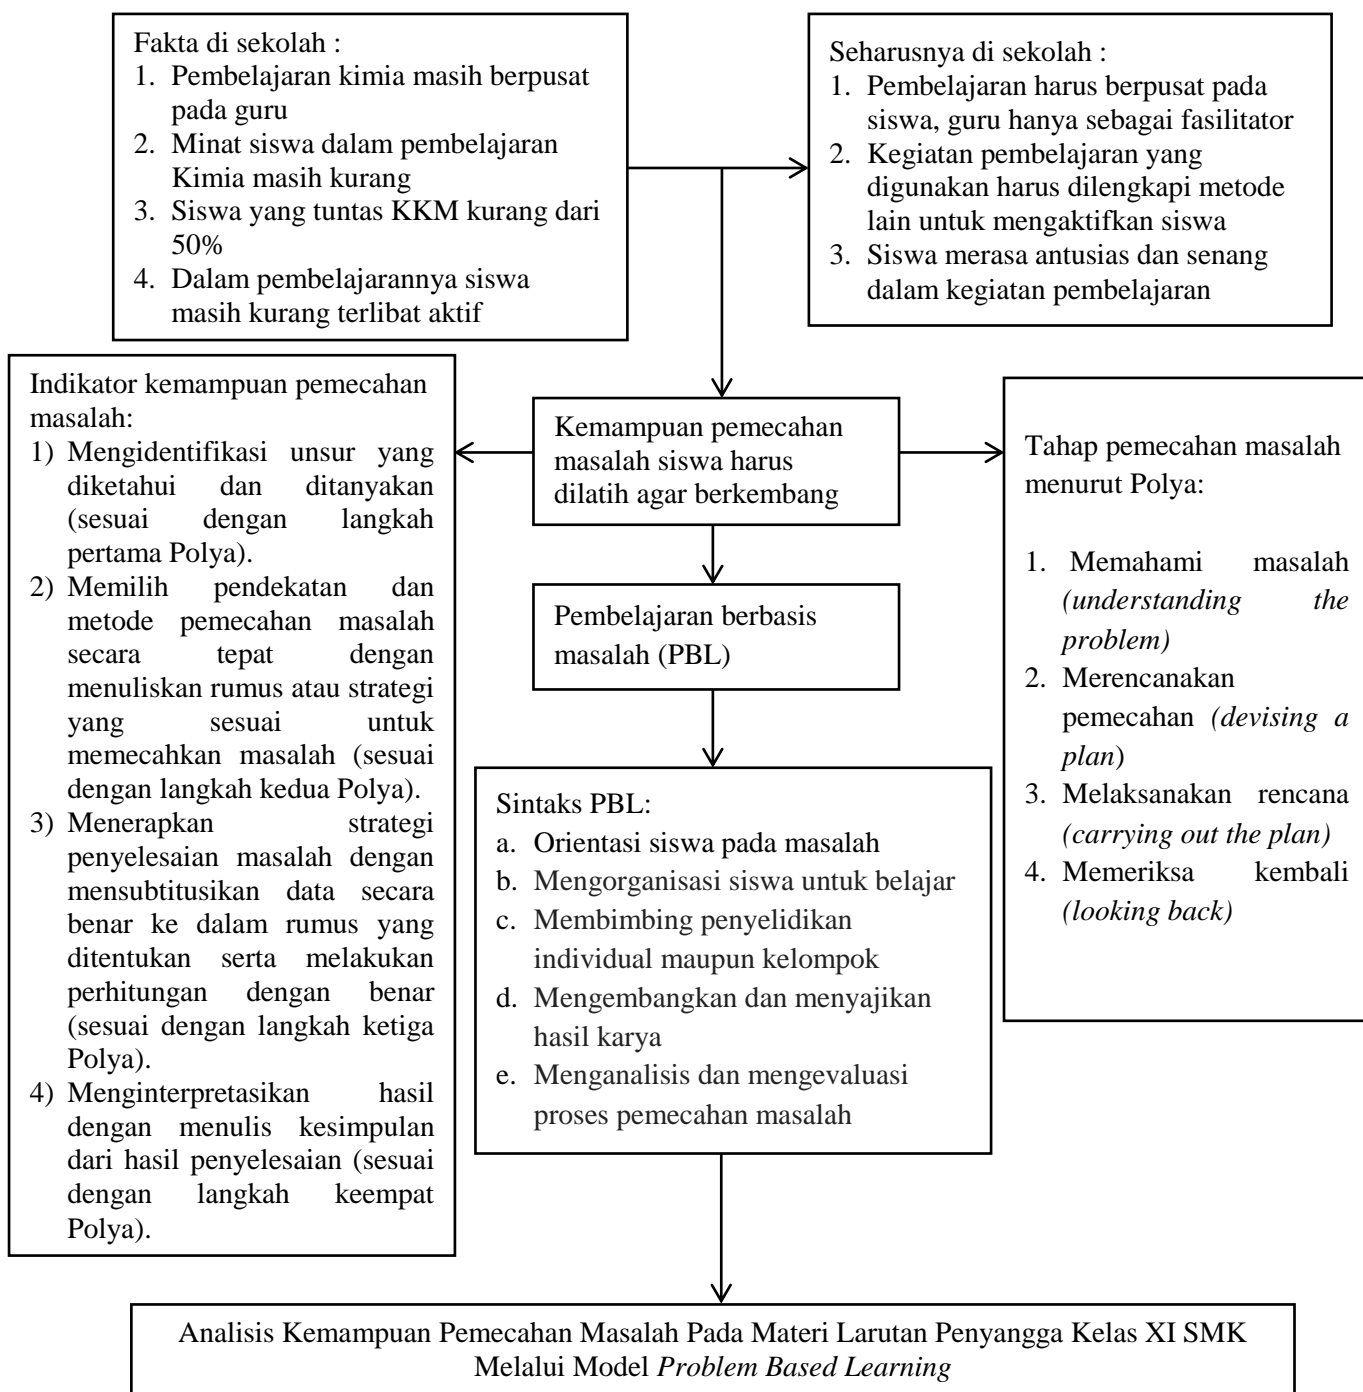 Fakta di sekolah :
1. Pembelajaran kimia masih berpusat
pada guru
2. Minat siswa dalam pembelajaran
Kimia masih kurang
3. Siswa yang tuntas KKM kurang dari
50%
4. Dalam pembelajarannya siswa
masih kurang terlibat aktif
Seharusnya di sekolah :
1. Pembelajaran harus berpusat pada
siswa, guru hanya sebagai fasilitator
2. Kegiatan pembelajaran yang
digunakan harus dilengkapi metode
lain untuk mengaktifkan siswa
3. Siswa merasa antusias dan senang
dalam kegiatan pembelajaran
Indikator kemampuan pemecahan
masalah:
1) Mengidentifikasi unsur yang
diketahui dan ditanyakan
(sesuai dengan langkah
pertama Polya).
2) Memilih pendekatan dan
metode pemecahan masalah
secara tepat dengan
menuliskan rumus atau strategi
yang sesuai untuk
memecahkan masalah (sesuai
dengan langkah kedua Polya).
3) Menerapkan strategi
penyelesaian masalah dengan
mensubtitusikan data secara
benar ke dalam rumus yang
ditentukan serta melakukan
perhitungan dengan benar
(sesuai dengan langkah ketiga
Polya).
4) Menginterpretasikan hasil
dengan menulis kesimpulan
dari hasil penyelesaian (sesuai
dengan langkah keempat
Polya).
Kemampuan pemecahan
masalah siswa harus
dilatih agar berkembang
Pembelajaran berbasis
masalah (PBL)
Sintaks PBL:
a. Orientasi siswa pada masalah
b. Mengorganisasi siswa untuk belajar
c. Membimbing penyelidikan
individual maupun kelompok
d. Mengembangkan dan menyajikan
hasil karya
e. Menganalisis dan mengevaluasi
proses pemecahan masalah
Tahap pemecahan masalah
menurut Polya:
1. Memahami masalah
(understanding the
problem)
2. Merencanakan
pemecahan (devising a
plan)
3. Melaksanakan rencana
(carrying out the plan)
4. Memeriksa kembali
(looking back)
Analisis Kemampuan Pemecahan Masalah Pada Materi Larutan Penyangga Kelas XI SMK
Melalui Model Problem Based Learning